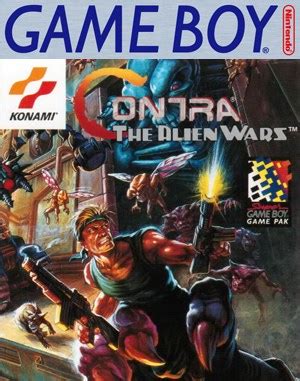 GAME BOY
Nintendo
KONAMI
CONTRA
THE ALIEN WARS™
Super
GAME BOY
GAME PAK